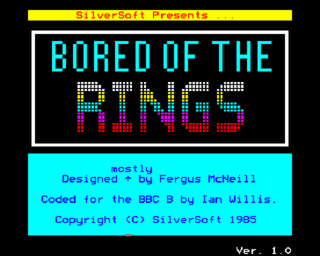 SilverSoft Presents ...
BORED OF THE
RINGS
mostly
Designed ↑ by Fergus McNeill
Coded for the BBC B by Ian Willis.
Copyright (C) SilverSoft 1985
Ver. 1.0